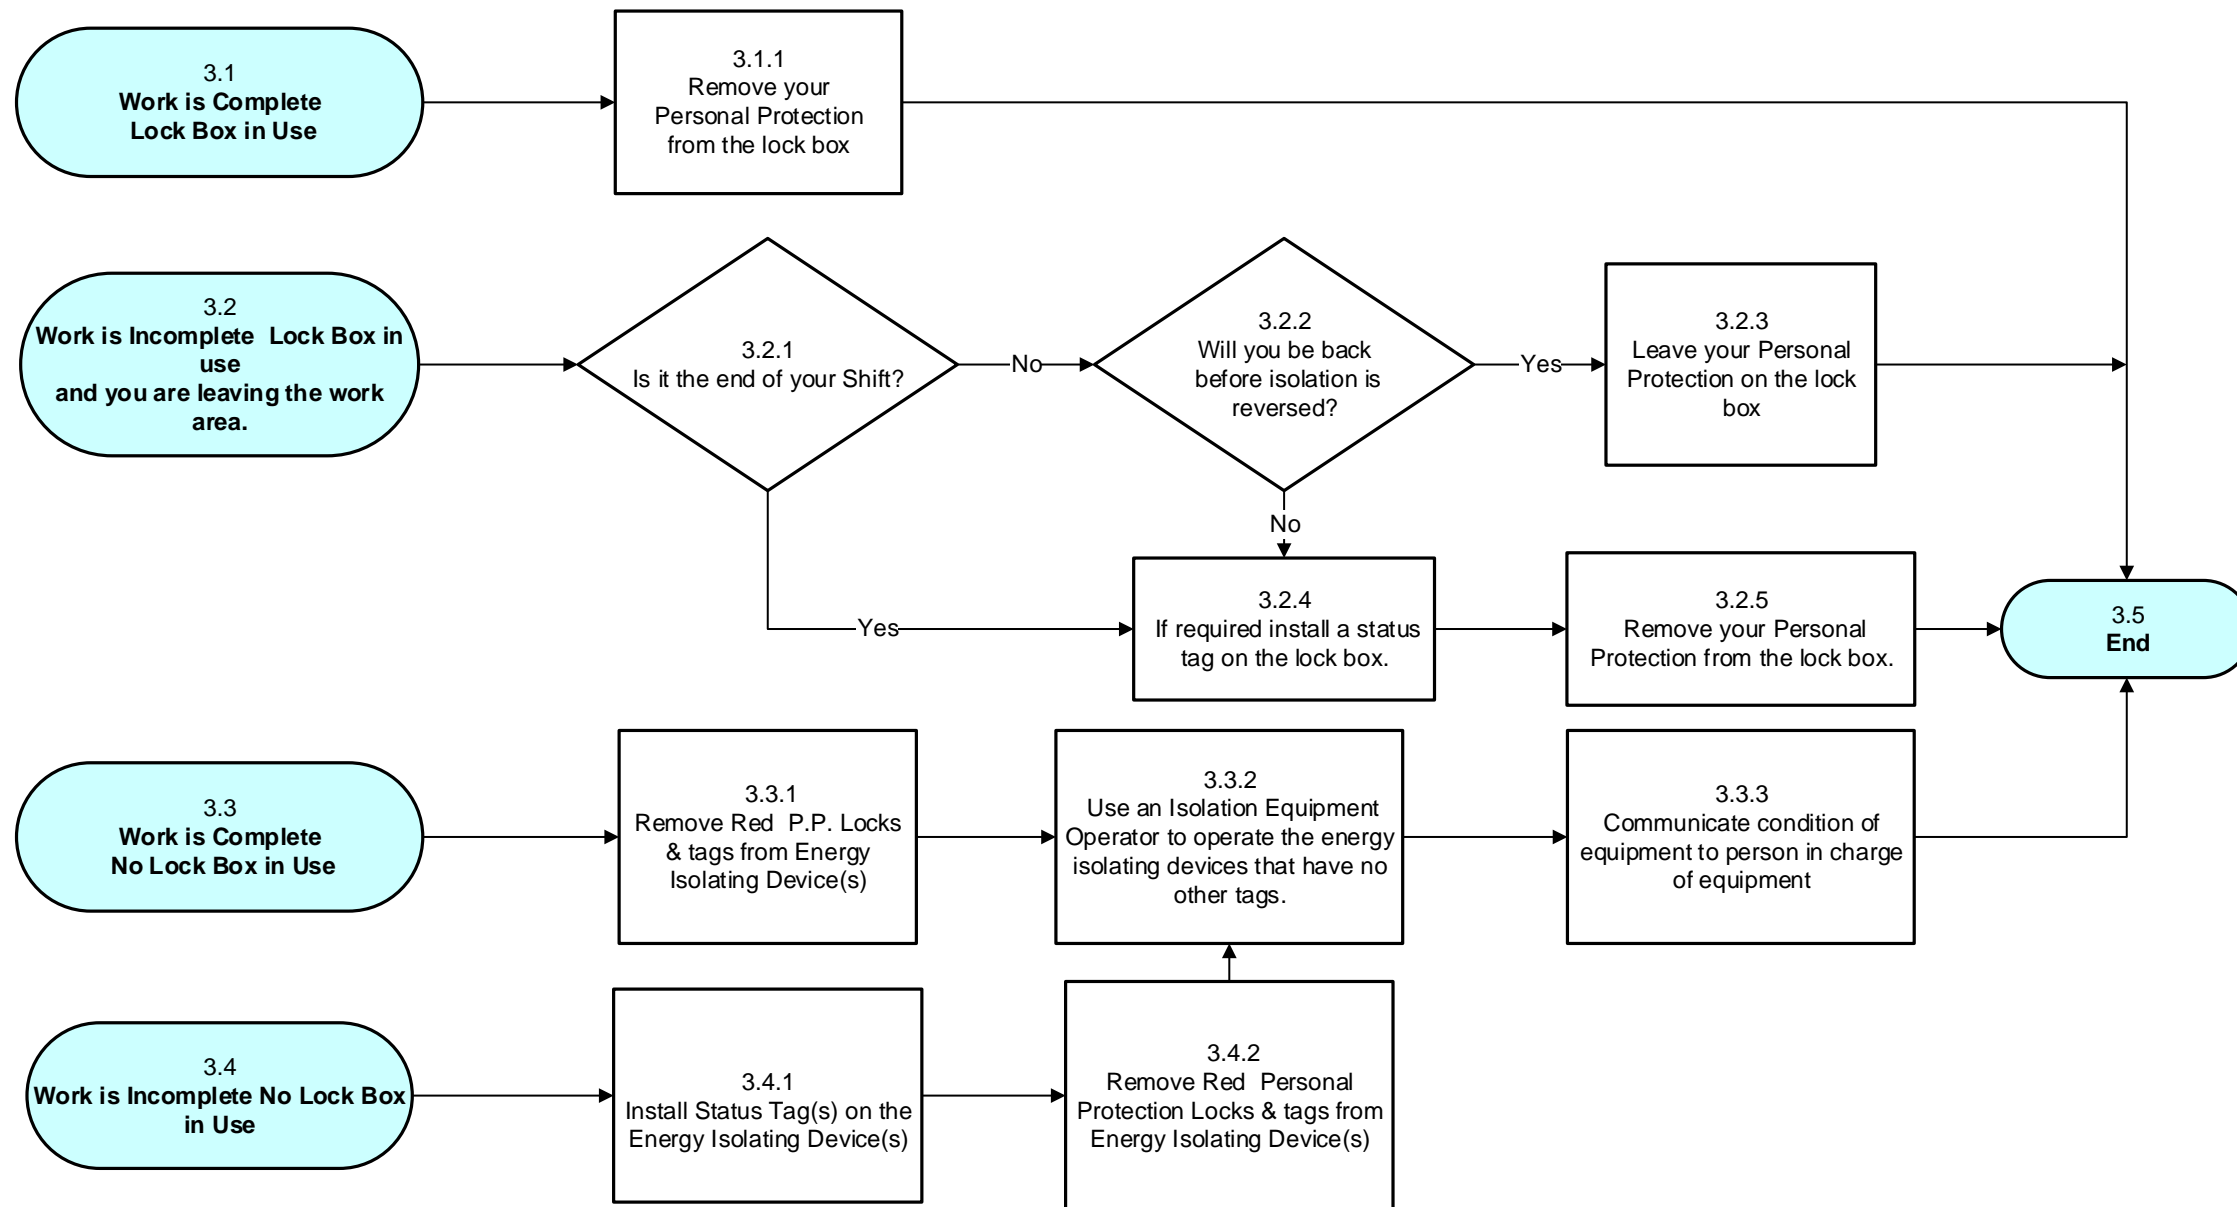 3.1
Work is Complete
Lock Box in Use
3.1.1
Remove your
Personal Protection
from the lock box
3.2
Work is Incomplete  Lock Box in
use
and you are leaving the work
area.
3.2.1
Is it the end of your Shift?
No
3.2.2
Will you be back
before isolation is
reversed?
Yes
3.2.3
Leave your Personal
Protection on the lock
box
No
Yes
3.2.4
If required install a status
tag on the lock box.
3.2.5
Remove your Personal
Protection from the lock box.
3.5
End
3.3
Work is Complete
No Lock Box in Use
3.3.1
Remove Red  P.P. Locks
& tags from Energy
Isolating Device(s)
3.3.2
Use an Isolation Equipment
Operator to operate the energy
isolating devices that have no
other tags.
3.3.3
Communicate condition of
equipment to person in charge
of equipment
3.4
Work is Incomplete No Lock Box
in Use
3.4.1
Install Status Tag(s) on the
Energy Isolating Device(s)
3.4.2
Remove Red  Personal
Protection Locks & tags from
Energy Isolating Device(s)